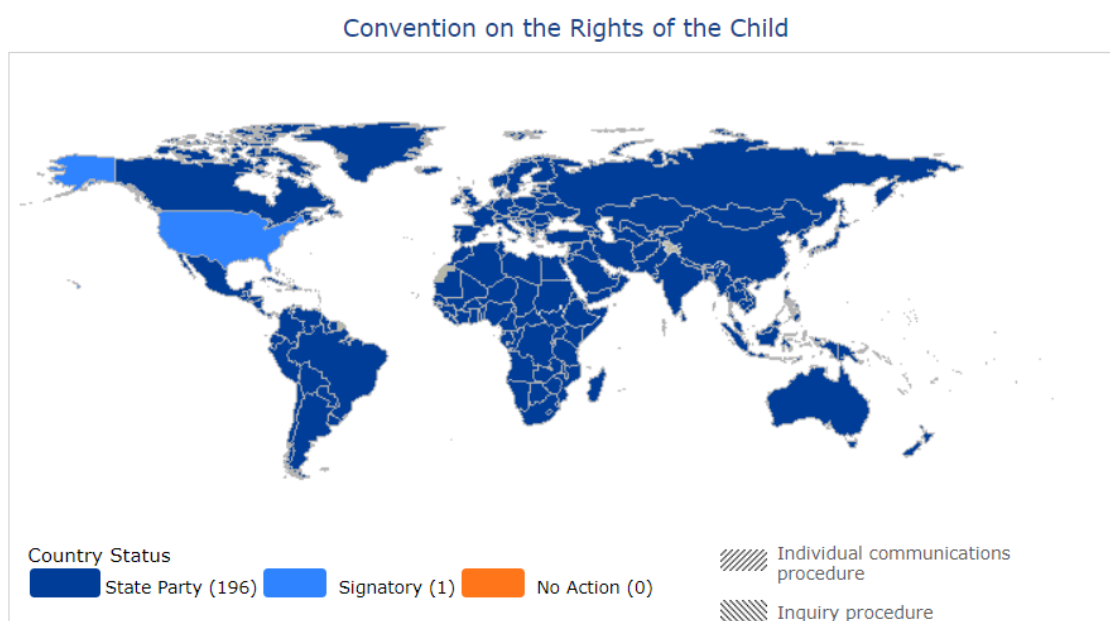 Convention on the Rights of the Child
Country Status
State Party (196)
Signatory (1)
No Action (0)
Individual communications
procedure
Inquiry procedure